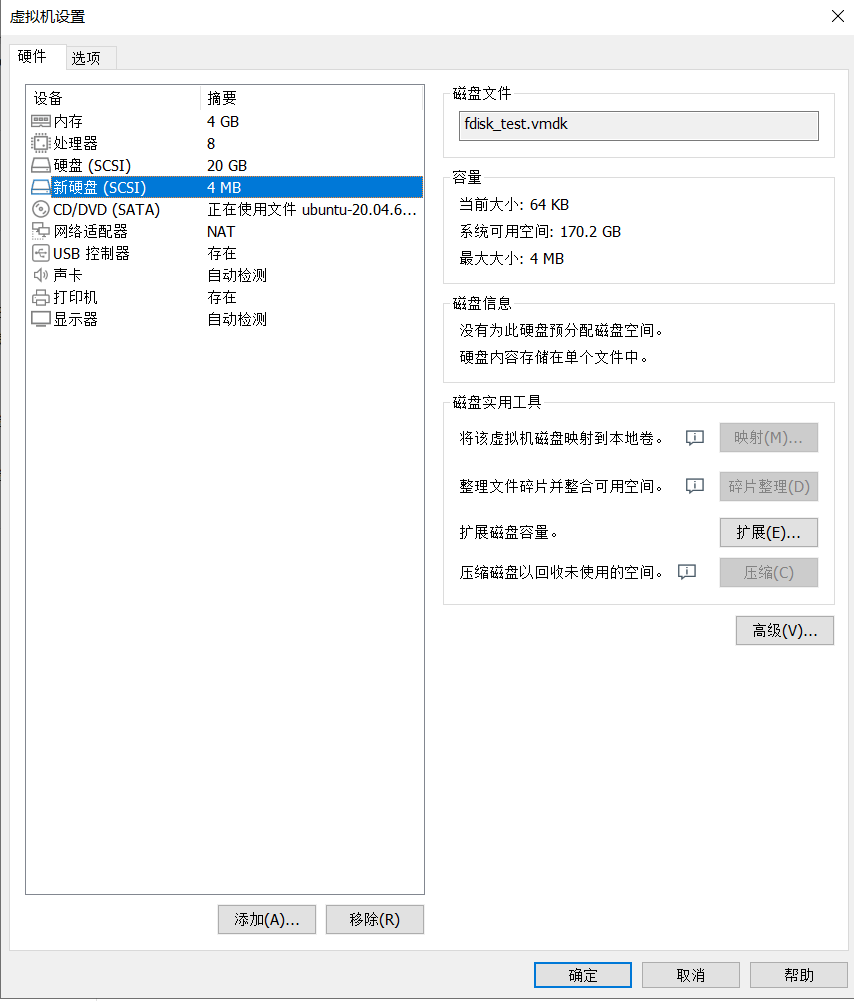 虚拟机设置
硬件 选项
设备 摘要
内存 4 GB
处理器 8
硬盘 (SCSI) 20 GB
新硬盘 (SCSI) 4 MB
CD/DVD (SATA) 正在使用文件 ubuntu-20.04.6...
网络适配器 NAT
USB 控制器 存在
声卡 自动检测
打印机 存在
显示器 自动检测
添加(A)... 移除(R)
磁盘文件
fdisk_test.vmdk
容量
当前大小: 64 KB
系统可用空间: 170.2 GB
最大大小: 4 MB
磁盘信息
没有为此硬盘预分配磁盘空间。
硬盘内容存储在单个文件中。
磁盘实用工具
将该虚拟机磁盘映射到本地卷。 映射(M)...
整理文件碎片并整合可用空间。 碎片整理(D)
扩展磁盘容量。 扩展(E)...
压缩磁盘以回收未使用的空间。 压缩(C)
高级(V)...
确定 取消 帮助